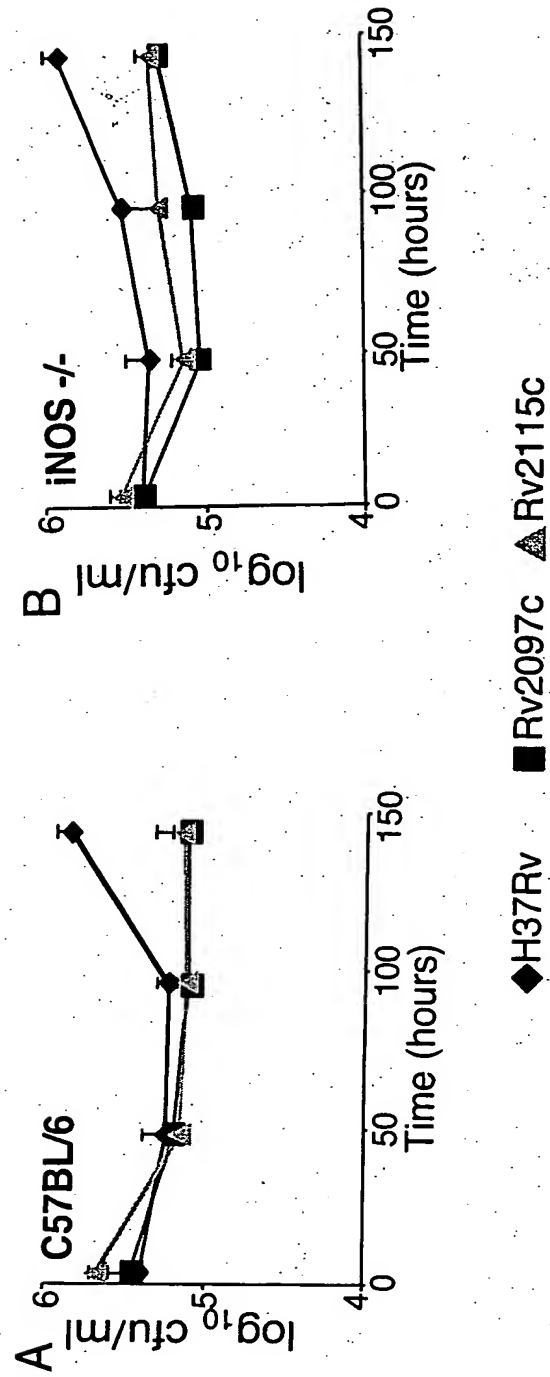 A
C57BL/6
log10 cfu/ml
6
5
4
0
50
100
150
Time (hours)
B
iNOS -/-
log10 cfu/ml
6
5
4
0
50
100
150
Time (hours)
H37Rv
Rv2097c
Rv2115c